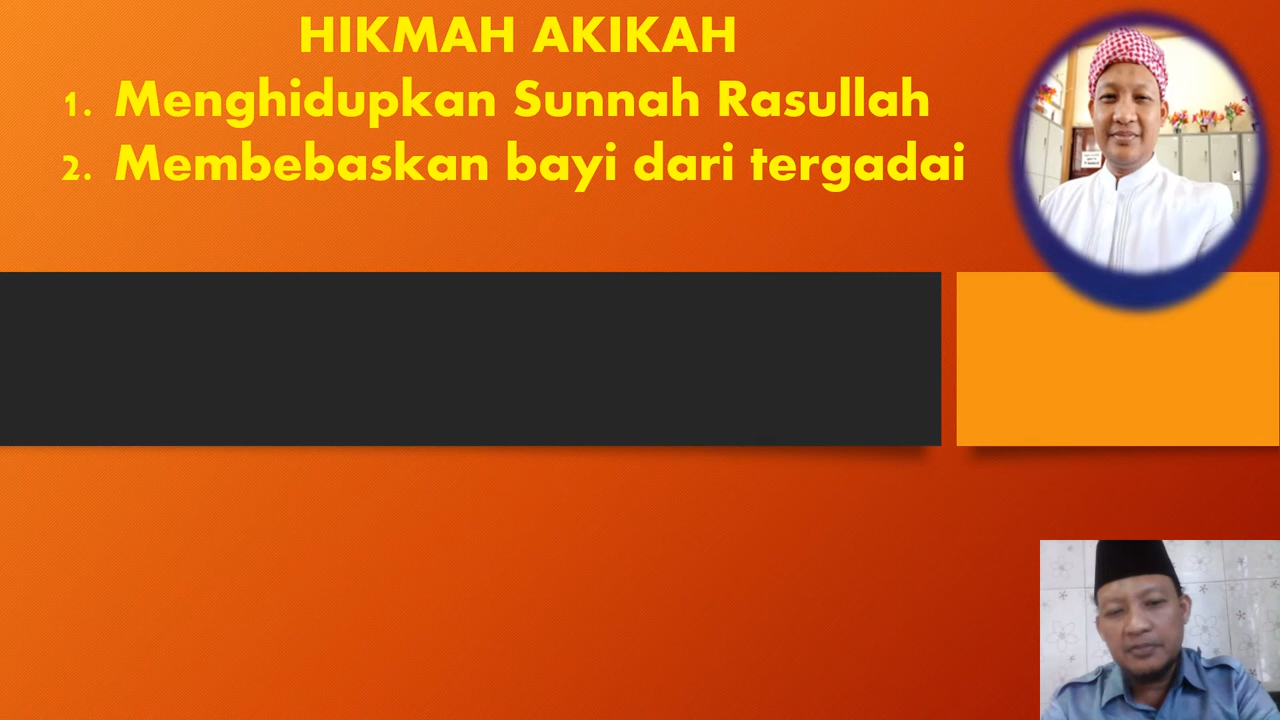 HIKMAH AKIKAH
1. Menghidupkan Sunnah Rasullah
2. Membebaskan bayi dari tergadai